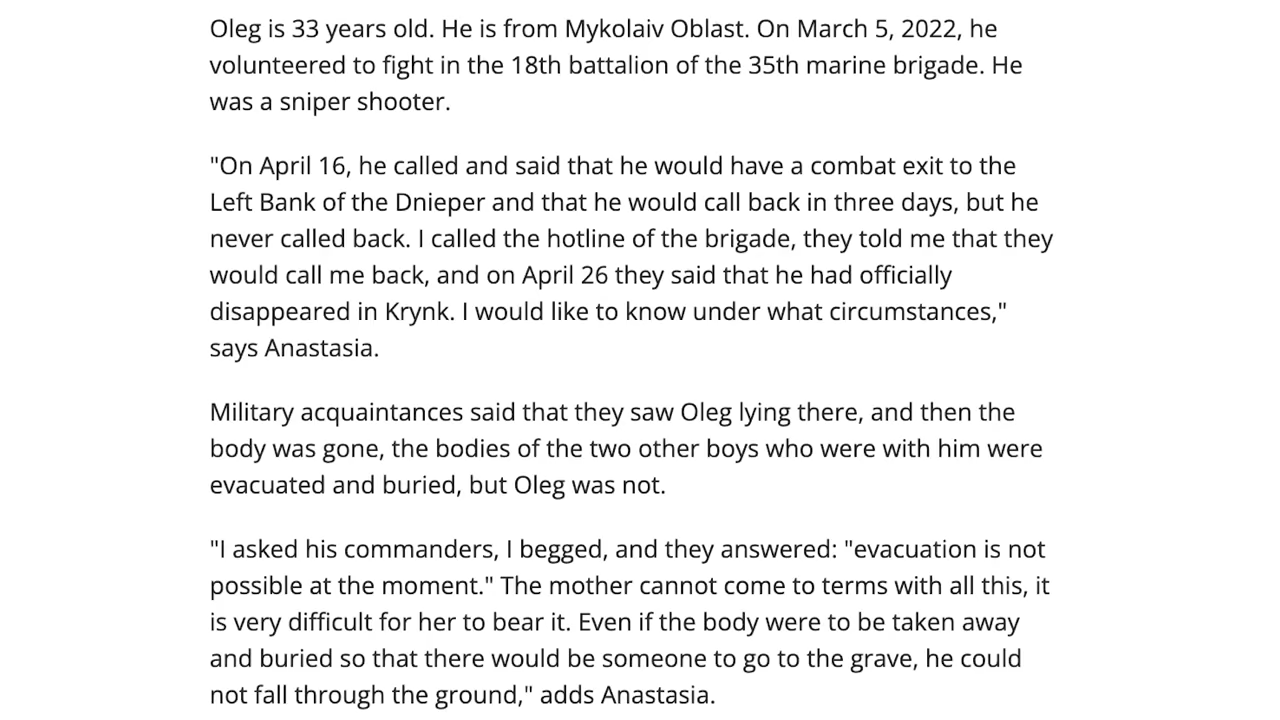 Oleg is 33 years old. He is from Mykolaiv Oblast. On March 5, 2022, he
volunteered to fight in the 18th battalion of the 35th marine brigade. He
was a sniper shooter.
"On April 16, he called and said that he would have a combat exit to the
Left Bank of the Dnieper and that he would call back in three days, but he
never called back. I called the hotline of the brigade, they told me that they
would call me back, and on April 26 they said that he had officially
disappeared in Krynk. I would like to know under what circumstances,"
says Anastasia.
Military acquaintances said that they saw Oleg lying there, and then the
body was gone, the bodies of the two other boys who were with him were
evacuated and buried, but Oleg was not.
"I asked his commanders, I begged, and they answered: "evacuation is not
possible at the moment." The mother cannot come to terms with all this, it
is very difficult for her to bear it. Even if the body were to be taken away
and buried so that there would be someone to go to the grave, he could
not fall through the ground," adds Anastasia.